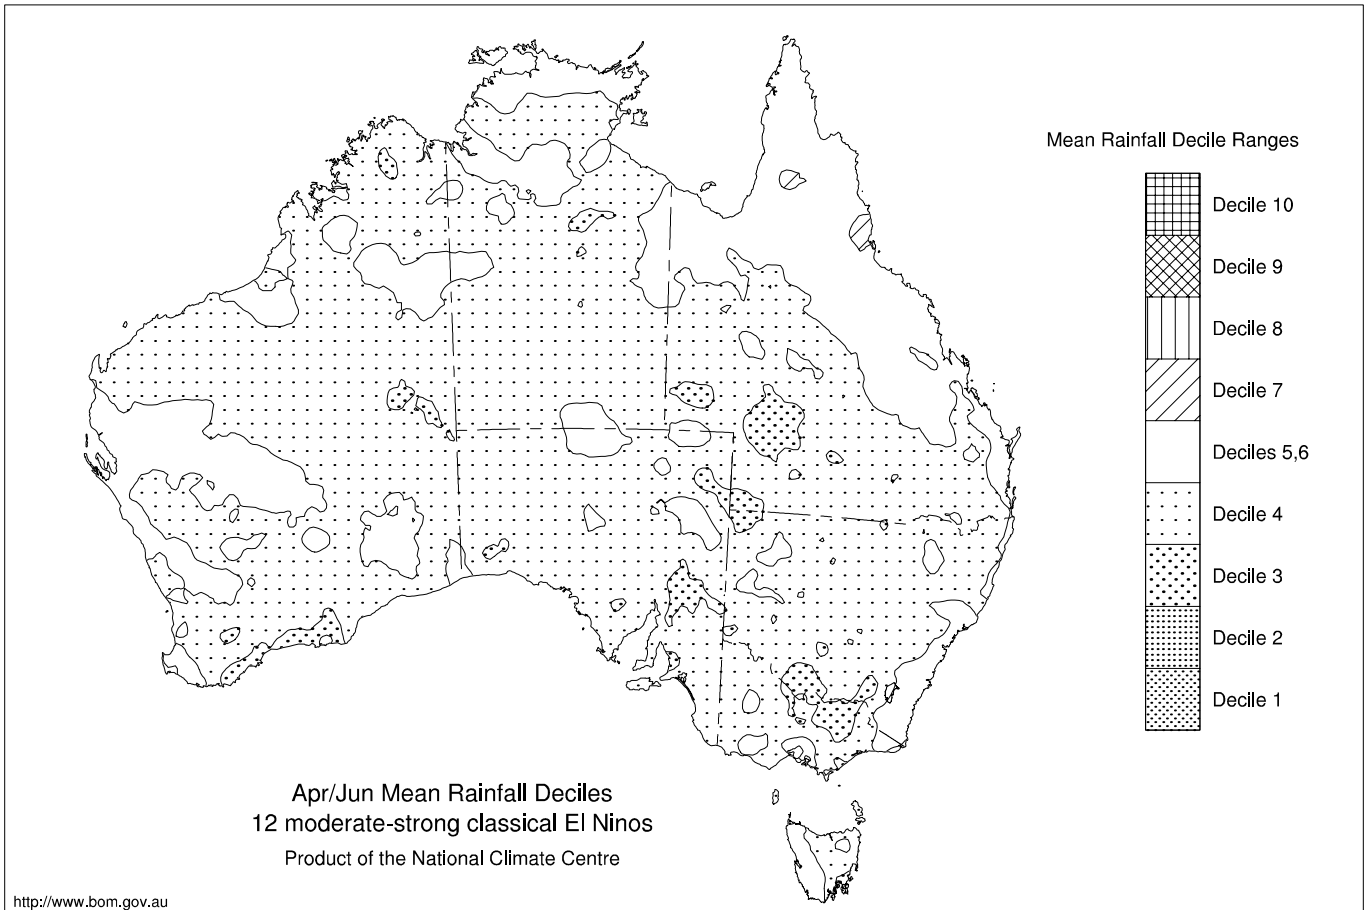 Mean Rainfall Decile Ranges
Decile 10
Decile 9
Decile 8
Decile 7
Deciles 5,6
Decile 4
Decile 3
Decile 2
Decile 1
Apr/Jun Mean Rainfall Deciles
12 moderate-strong classical El Ninos
Product of the National Climate Centre
http://www.bom.gov.au